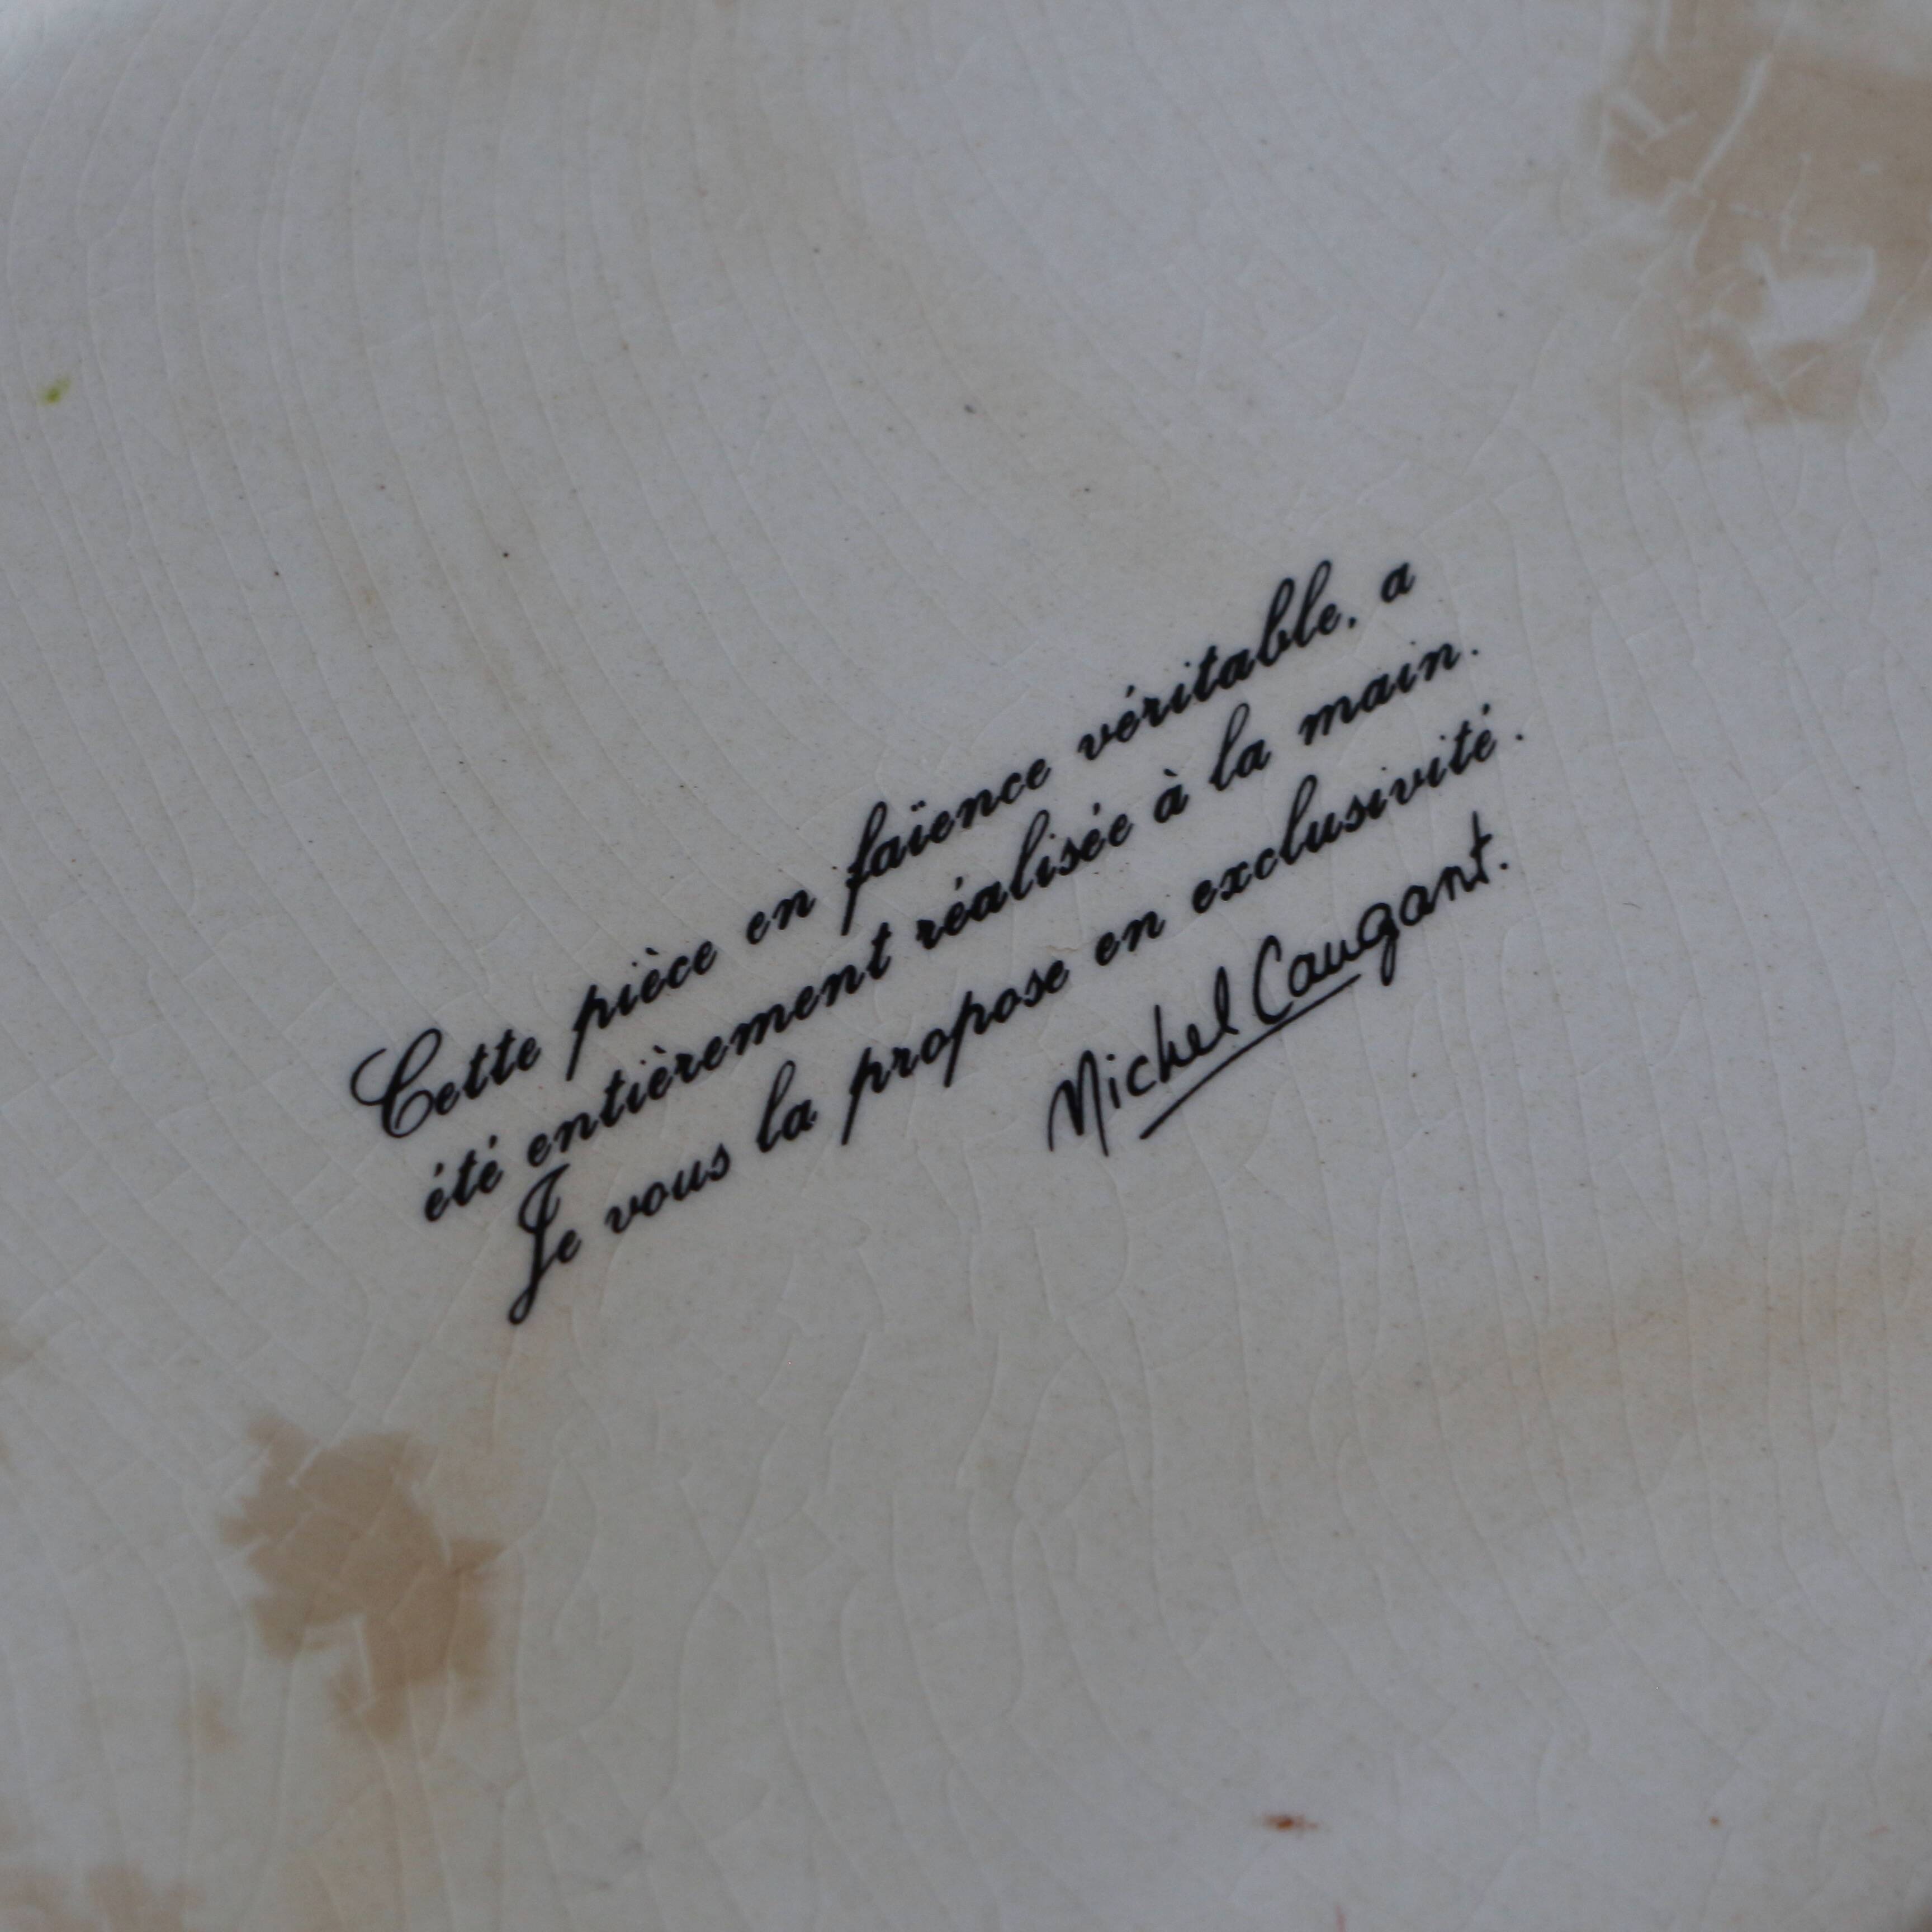 Cette pièce en faïence véritable, a
été entièrement réalisée à la main.
Je vous la propose en exclusivité.
Michel Caugant.